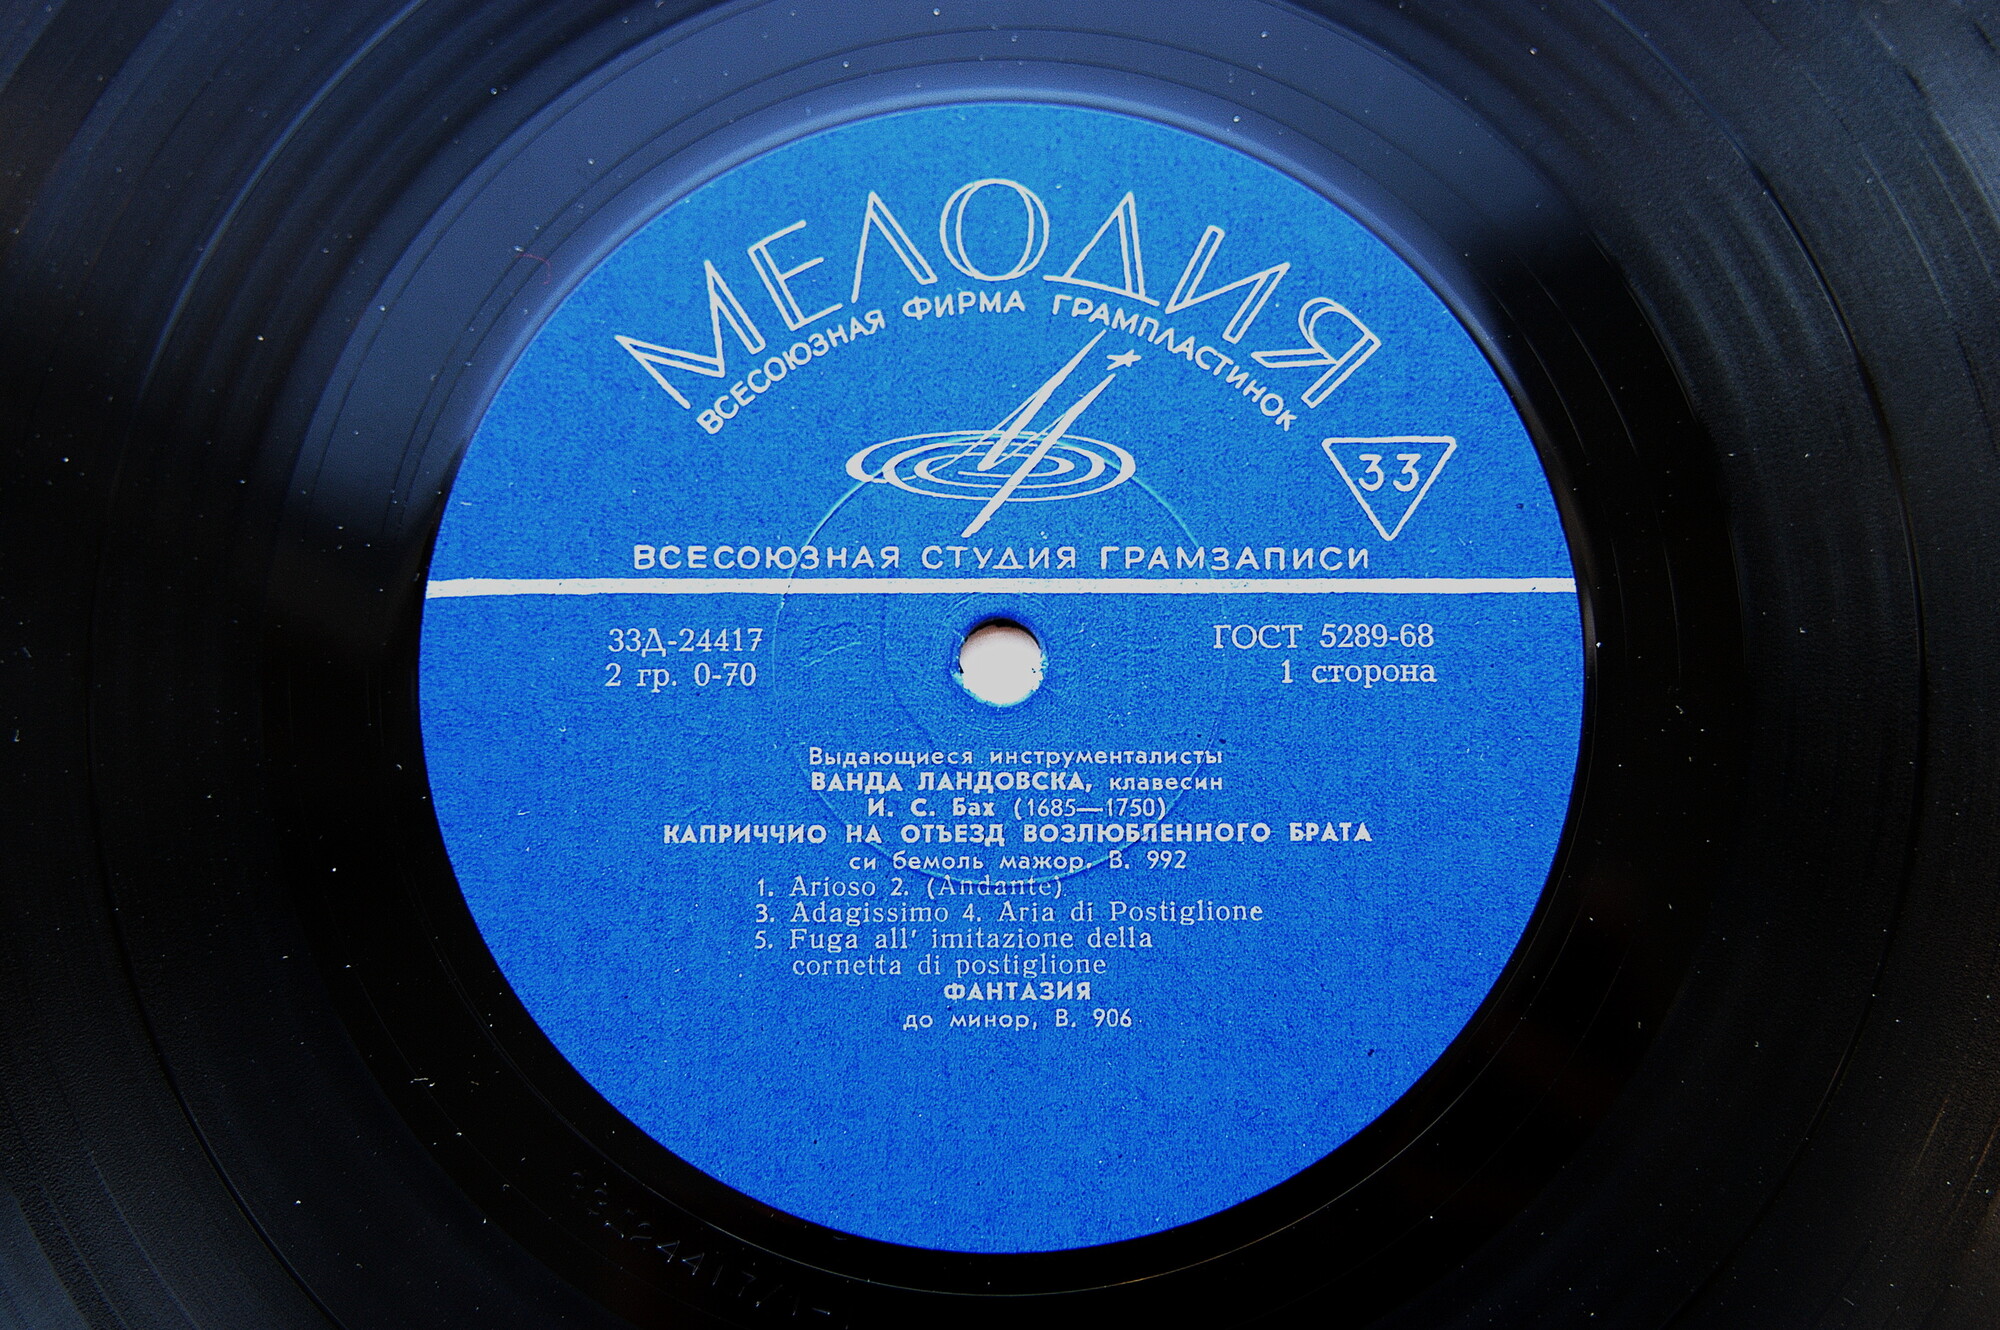 МЕЛОДИЯ
ВСЕСОЮЗНАЯ ФИРМА ГРАМПЛАСТИНОК
33
ВСЕСОЮЗНАЯ СТУДИЯ ГРАМЗАПИСИ
33Д-24417
ГОСТ 5289-68
2 гр. 0-70
1 сторона
Выдающиеся инструменталисты
ВАНДА ЛАНДОВСКА, клавесин
И. С. Бах (1685—1750)
КАПРИЧЧИО НА ОТЪЕЗД ВОЗЛЮБЛЕННОГО БРАТА
си бемоль мажор, В. 992
1. Arioso 2. (Andante)
3. Adagissimo 4. Aria di Postiglione
5. Fuga all' imitazione della
cornetta di postiglione
ФАНТАЗИЯ
до минор, В. 906